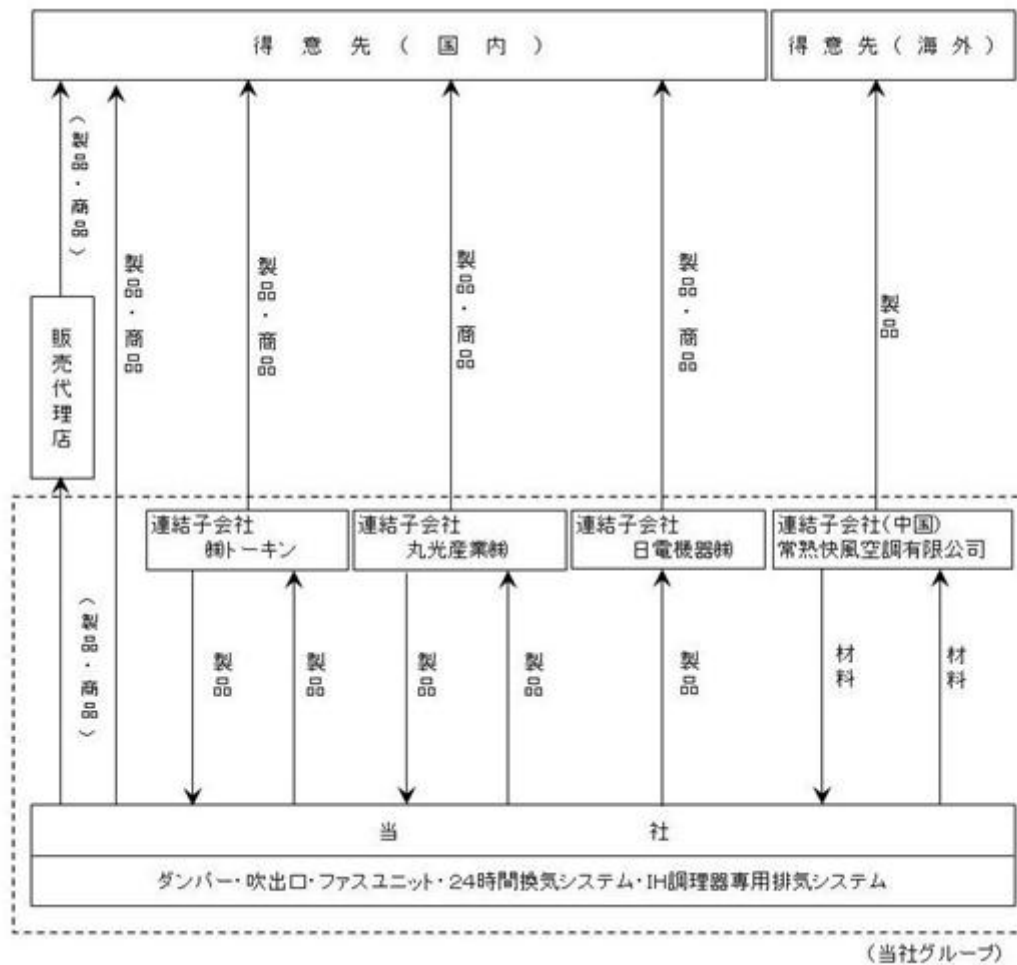 得意先(国内)
得意先(海外)
(製品・商品)
製品・商品
製品・商品
製品・商品
製品・商品
製品
販売代理店
連結子会社
㈱トーキン
連結子会社
丸光産業㈱
連結子会社
日電機器㈱
連結子会社(中国)
常熟快風空調有限公司
(製品・商品)
製品
製品
製品
製品
製品
材料
材料
当社
ダンパー・吹出口・ファスユニット・24時間換気システム・IH調理器専用排気システム
(当社グループ)